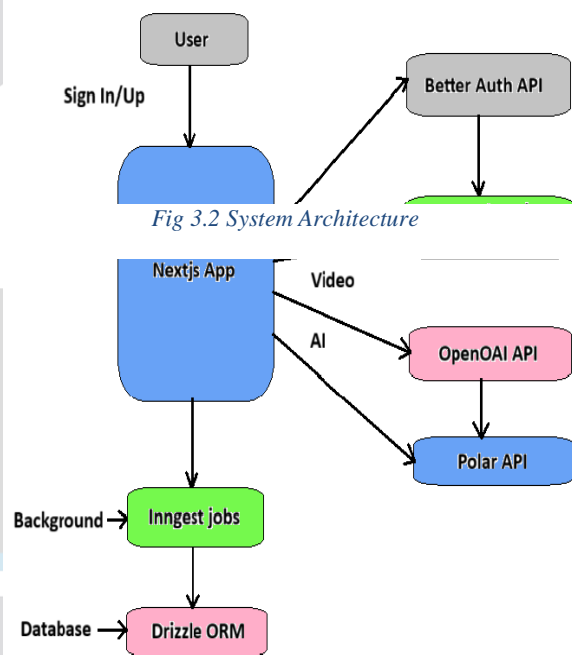 User
Sign In/Up
Better Auth API
Fig 3.2 System Architecture
Nextjs App
Video
AI
OpenOAI API
Polar API
Background
Inngest jobs
Database
Drizzle ORM